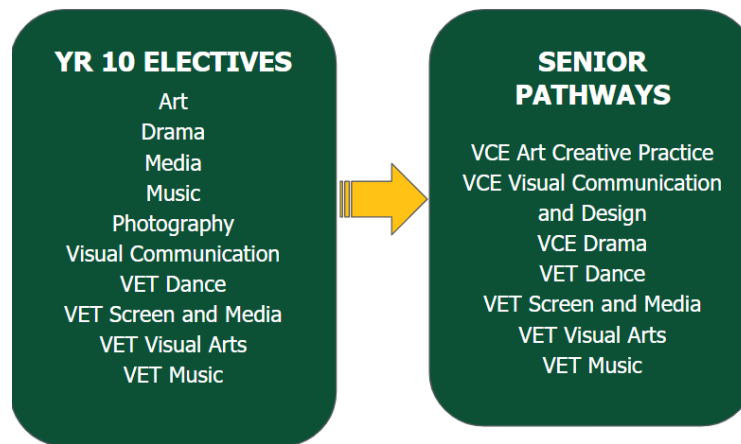 YR 10 ELECTIVES
Art
Drama
Media
Music
Photography
Visual Communication
VET Dance
VET Screen and Media
VET Visual Arts
VET Music
SENIOR
PATHWAYS
VCE Art Creative Practice
VCE Visual Communication
and Design
VCE Drama
VET Dance
VET Screen and Media
VET Visual Arts
VET Music